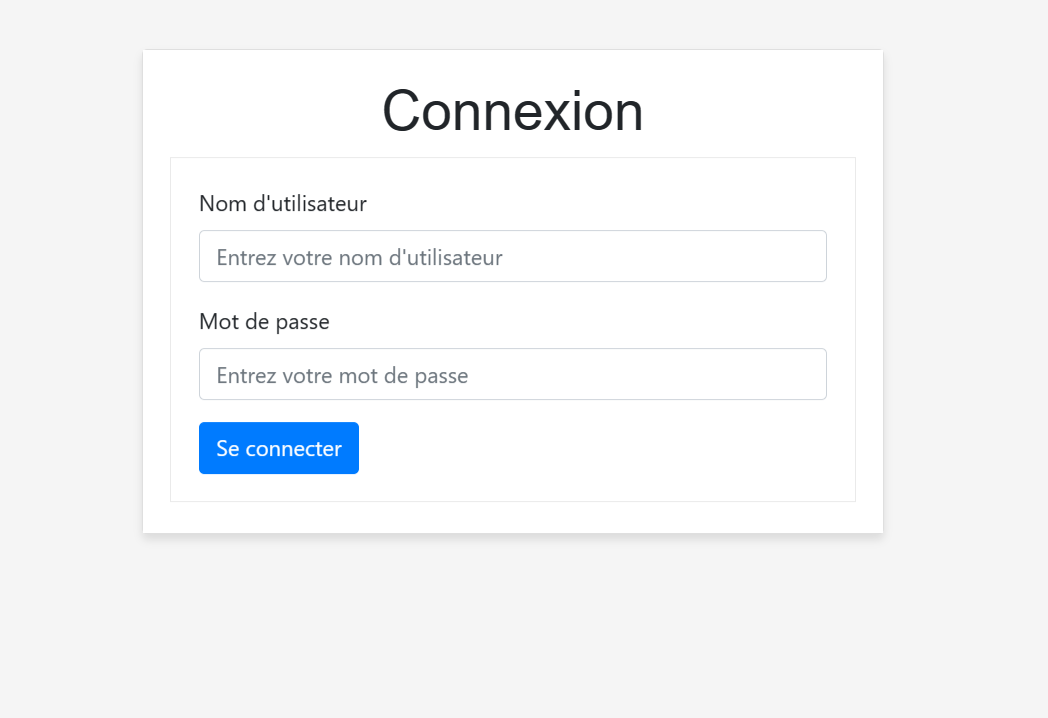 Connexion
Nom d'utilisateur
Entrez votre nom d'utilisateur
Mot de passe
Entrez votre mot de passe
Se connecter